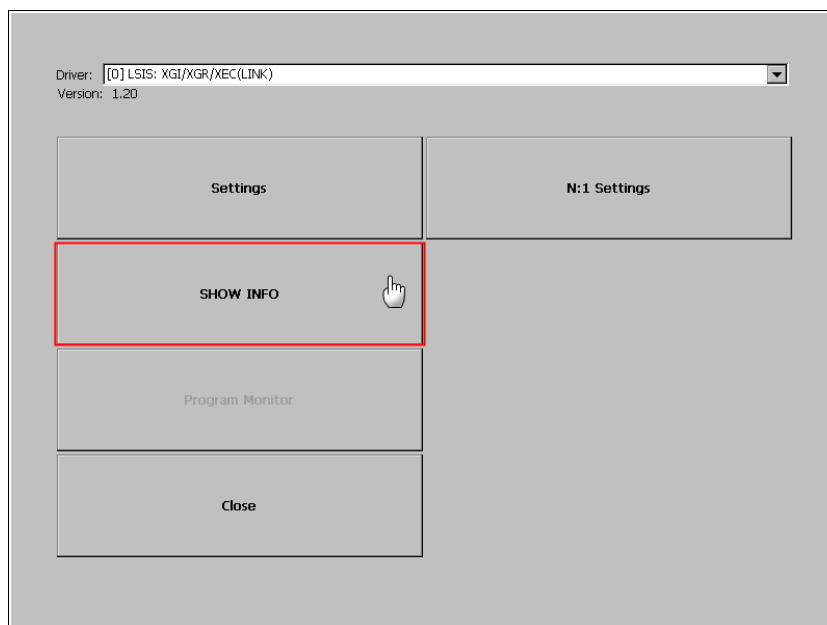 Driver: [0] LSIS: XGI/XGR/XEC(LINK)
Version: 1.20
Settings
N:1 Settings
SHOW INFO
Program Monitor
Close